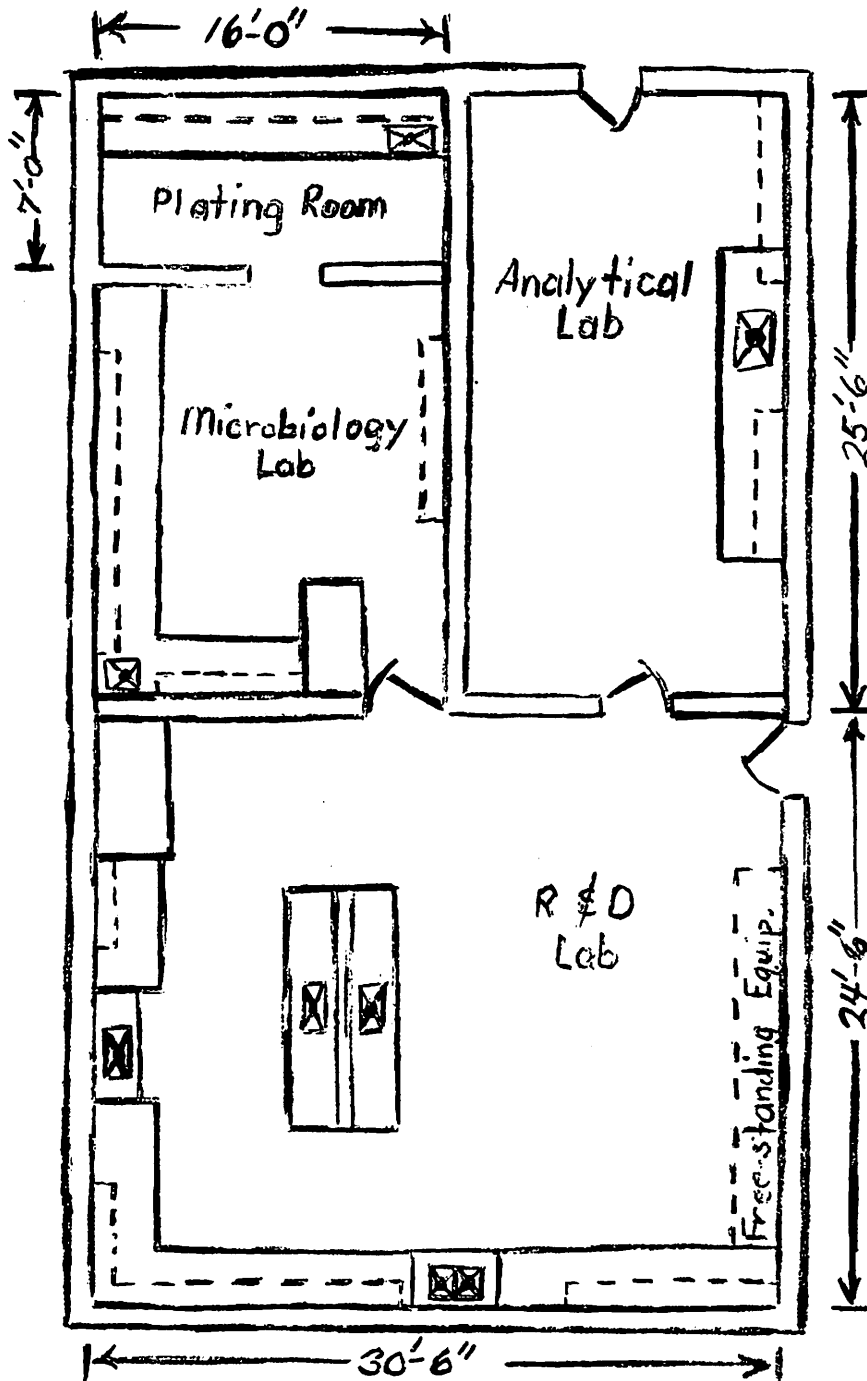 16'-0"
7'-0"
Plating Room
Analytical
Lab
25'-6"
Microbiology
Lab
R & D
Lab
Free-standing Equip.
24'-6"
30'-6"